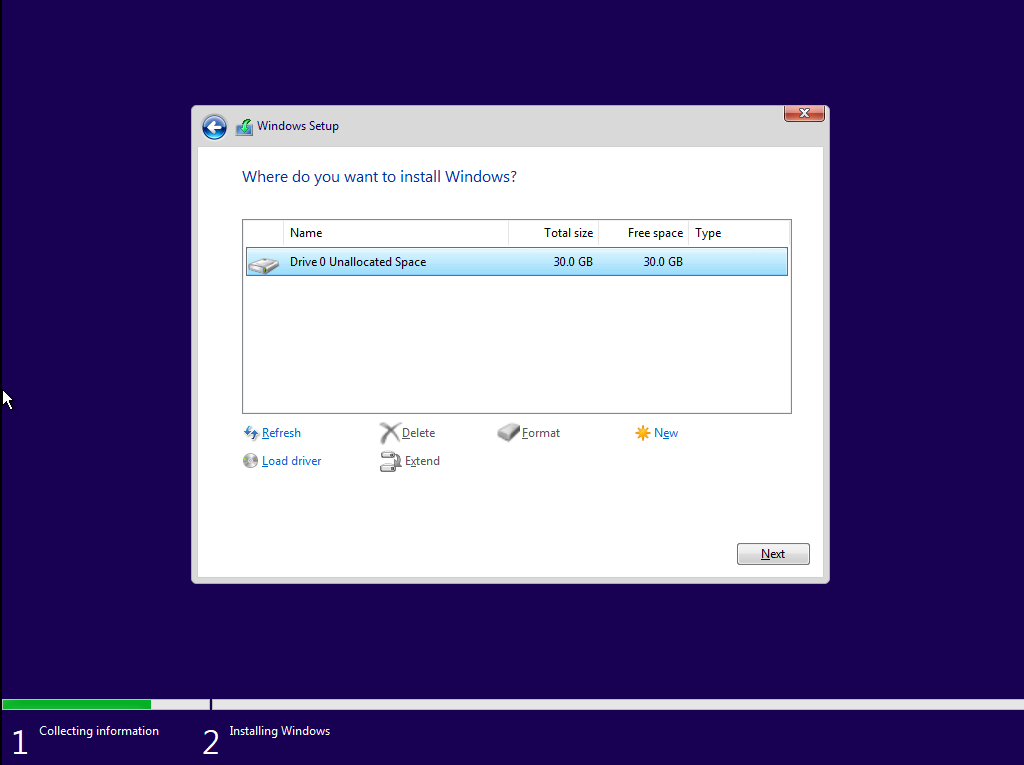 Windows Setup
Where do you want to install Windows?
Name Total size Free space Type
Drive 0 Unallocated Space 30.0 GB 30.0 GB
Refresh Delete Format New
Load driver Extend
Next
1 Collecting information 2 Installing Windows